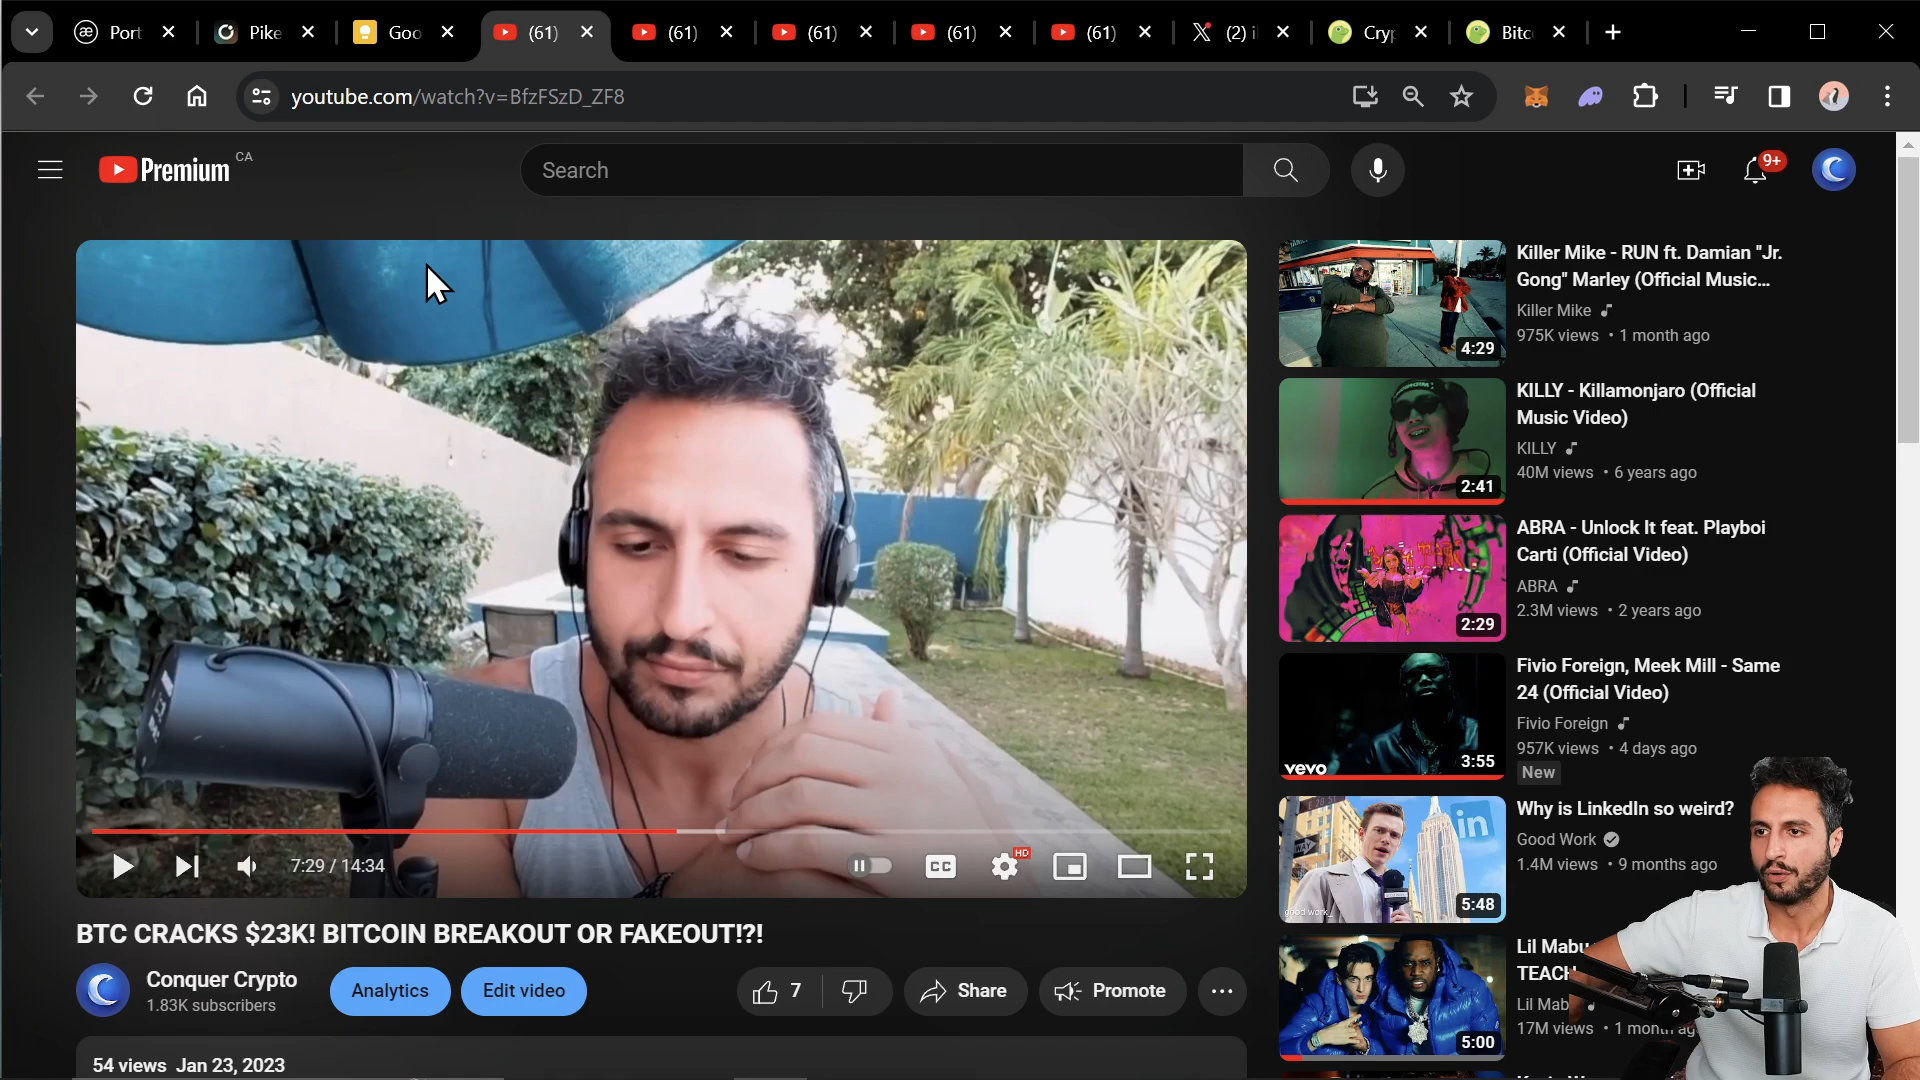 Port
Pike
Goo
(61)
(61)
(61)
(61)
(61)
(2) i
Cry
Bitc
youtube.com/watch?v=BfzFSzD_ZF8
Premium CA
Search
9+
Killer Mike - RUN ft. Damian "Jr.
Gong" Marley (Official Music...
Killer Mike
975K views • 1 month ago
4:29
KILLY - Killamonjaro (Official
Music Video)
KILLY
40M views • 6 years ago
2:41
ABRA - Unlock It feat. Playboi
Carti (Official Video)
ABRA
2.3M views • 2 years ago
2:29
Fivio Foreign, Meek Mill - Same
24 (Official Video)
Fivio Foreign
957K views • 4 days ago
New
vevo
3:55
Why is LinkedIn so weird?
Good Work
1.4M views • 9 months ago
in
good work_
5:48
Lil Mabu
TEACH
Lil Mab
17M views • 1 month ag
5:00
7:29 / 14:34
CC
HD
BTC CRACKS $23K! BITCOIN BREAKOUT OR FAKEOUT!?!
Conquer Crypto
1.83K subscribers
Analytics
Edit video
7
Share
Promote
54 views Jan 23, 2023